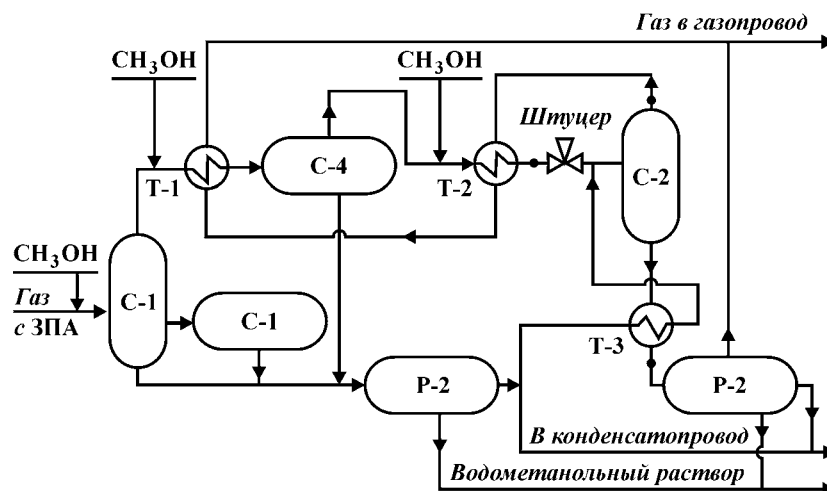 Газ в газопровод
CH₃OH
CH₃OH
Штуцер
С-4
Т-1
Т-2
С-2
CH₃OH
Газ
с ЗПА
С-1
С-1
Т-3
Р-2
Р-2
В конденсатопровод
Водометанольный раствор